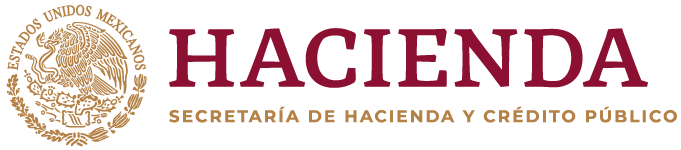 ESTADOS UNIDOS MEXICANOS
HACIENDA
SECRETARÍA DE HACIENDA Y CRÉDITO PÚBLICO